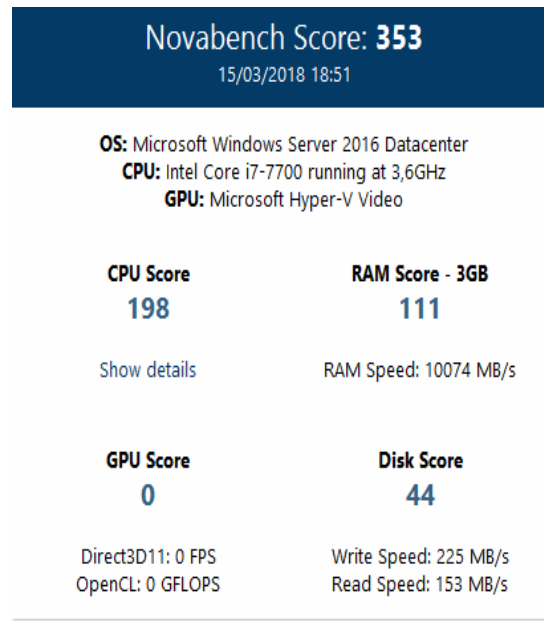 Novabench Score: 353
15/03/2018 18:51
OS: Microsoft Windows Server 2016 Datacenter
CPU: Intel Core i7-7700 running at 3,6GHz
GPU: Microsoft Hyper-V Video
CPU Score
198
Show details
RAM Score - 3GB
111
RAM Speed: 10074 MB/s
GPU Score
0
Direct3D11: 0 FPS
OpenCL: 0 GFLOPS
Disk Score
44
Write Speed: 225 MB/s
Read Speed: 153 MB/s